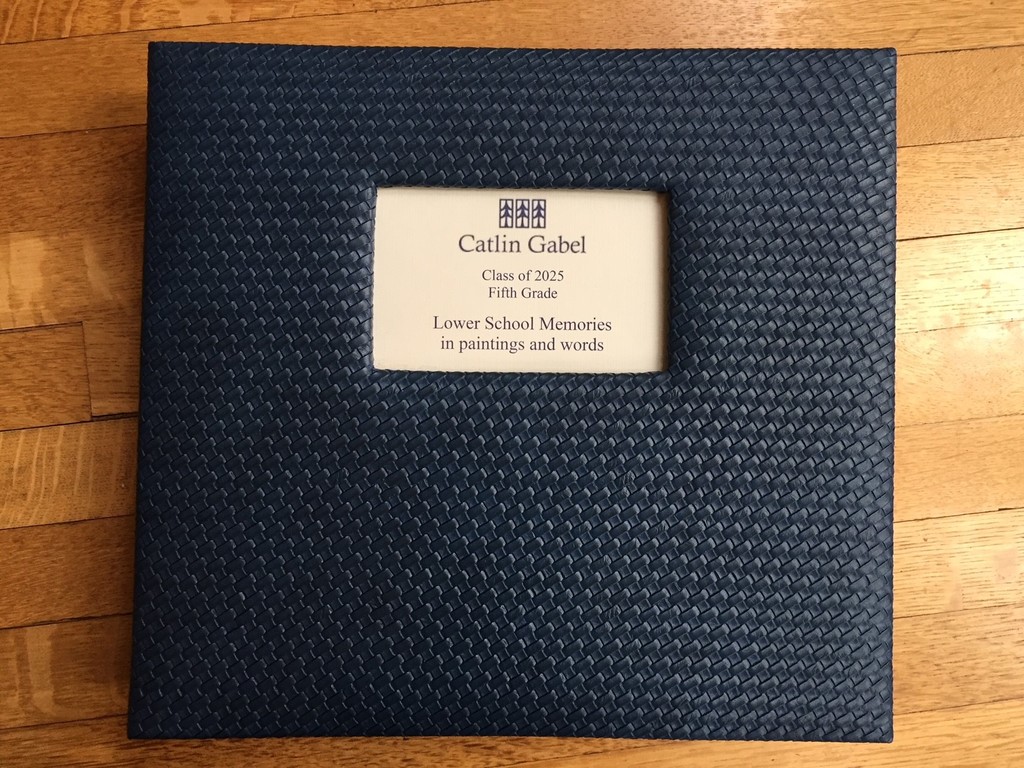 Catlin Gabel
Class of 2025
Fifth Grade
Lower School Memories
in paintings and words